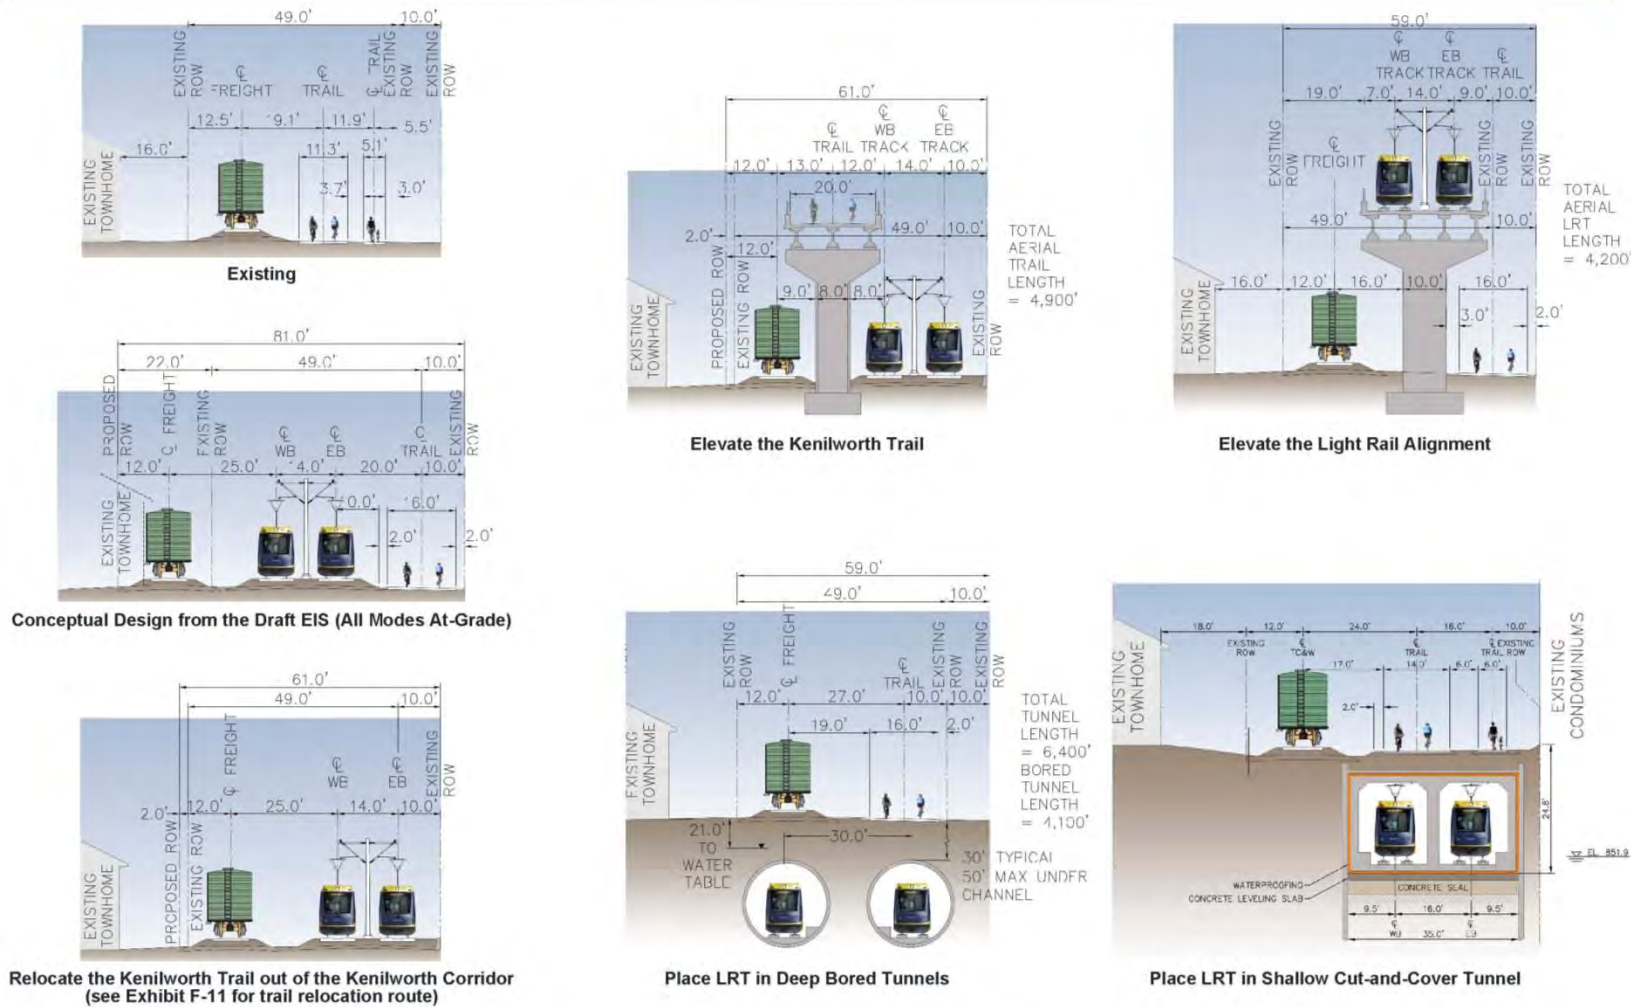 49.0' 10.0'
EXISTING ROW
℄ FREIGHT
℄ TRAIL
℄ TRAIL
EXISTING ROW
EXISTING ROW
12.5' 11.9' 5.5'
16.0' 11.3' 5.1'
3.7' 3.0'
EXISTING TOWNHOME
Existing
81.0'
22.0' 49.0' 10.0'
PROPOSED ROW
FREIGHT
ROW
℄ WB
℄ EB
TRAIL
EXISTING ROW
12.0' 25.0' 20.0' 10.0'
16.0'
2.0' 2.0'
EXISTING TOWNHOME
Conceptual Design from the Draft EIS (All Modes At-Grade)
61.0'
49.0' 10.0'
℄ FREIGHT
℄ WB
℄ EB
EXISTING ROW
2.0' 12.0' 25.0' 14.0' 10.0'
EXISTING TOWNHOME
PROPOSED ROW
EXISTING ROW
Relocate the Kenilworth Trail out of the Kenilworth Corridor
(see Exhibit F-11 for trail relocation route)
61.0'
℄ TRAIL
℄ WB TRACK
℄ EB TRACK
12.0' 13.0' 12.0' 14.0' 10.0'
20.0'
2.0' 49.0' 10.0'
12.0'
9.0' 8.0' 8.0'
EXISTING TOWNHOME
PROPOSED ROW
EXISTING ROW
EXISTING ROW
TOTAL
AERIAL
TRAIL
LENGTH
= 4,900'
Elevate the Kenilworth Trail
59.0'
℄ WB TRACK
℄ EB TRACK
℄ TRAIL
19.0' 7.0' 14.0' 9.0' 10.0'
EXISTING ROW
℄ FREIGHT
EXISTING ROW
EXISTING ROW
49.0' 10.0'
16.0' 12.0' 16.0' 10.0' 16.0'
3.0' 2.0'
EXISTING TOWNHOME
TOTAL
AERIAL
LRT
LENGTH
= 4,200'
Elevate the Light Rail Alignment
59.0'
49.0' 10.0'
EXISTING ROW
℄ FREIGHT
℄ TRAIL
EXISTING ROW
EXISTING ROW
12.0' 27.0' 10.0' 10.0'
19.0' 16.0' 2.0'
EXISTING TOWNHOME
21.0'
TO
WATER
TABLE
30.0'
30' TYPICAL
50' MAX UNDER
CHANNEL
TOTAL
TUNNEL
LENGTH
= 6,400'
BORED
TUNNEL
LENGTH
= 4,100'
Place LRT in Deep Bored Tunnels
18.0' 12.0' 24.0' 16.0' 10.0'
EXISTING ROW
℄ TC&W
℄ TRAIL
℄ TRAIL
EXISTING ROW
17.0' 14.0' 6.0' 6.0'
2.0'
EXISTING TOWNHOME
EXISTING CONDOMINIUMS
24.8'
EL. 851.9
WATERPROOFING
CONCRETE LEVELING SLAB
CONCRETE SEAL
9.5' 16.0' 9.5'
℄ WB
℄ EB
35.0'
Place LRT in Shallow Cut-and-Cover Tunnel